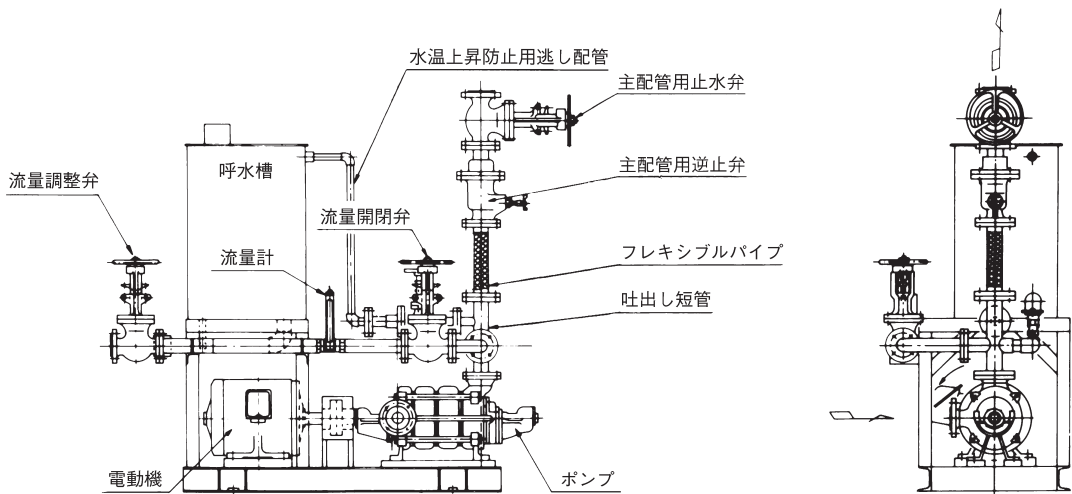 水温上昇防止用逃し配管
主配管用止水弁
呼水槽
主配管用逆止弁
流量調整弁
流量開閉弁
流量計
フレキシブルパイプ
吐出し短管
電動機
ポンプ